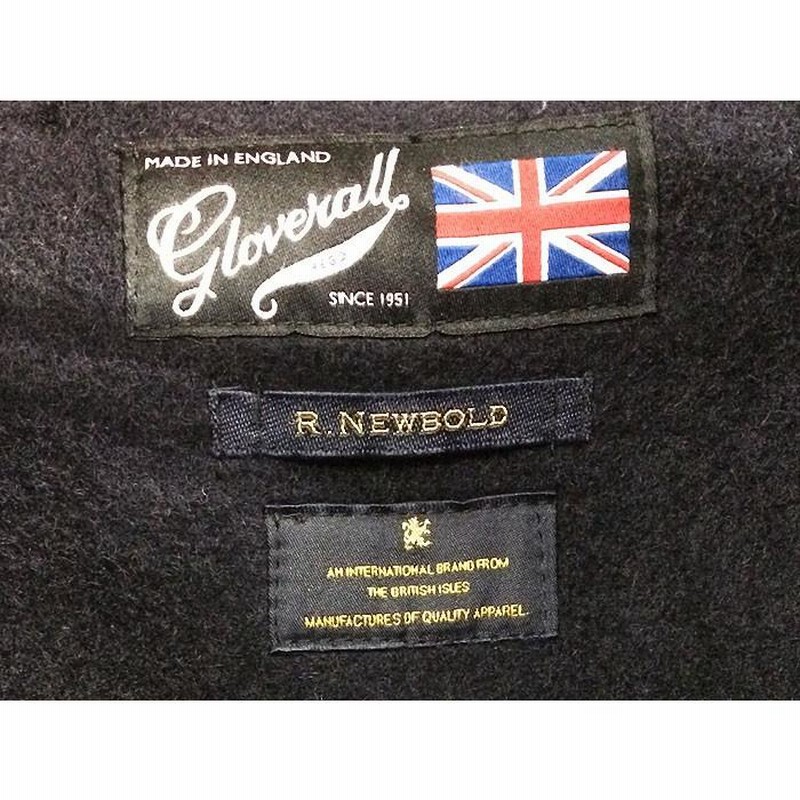 MADE IN ENGLAND
Gloverall
SINCE 1951
R. NEWBOLD
AN INTERNATIONAL BRAND FROM
THE BRITISH ISLES
MANUFACTURES OF QUALITY APPAREL.